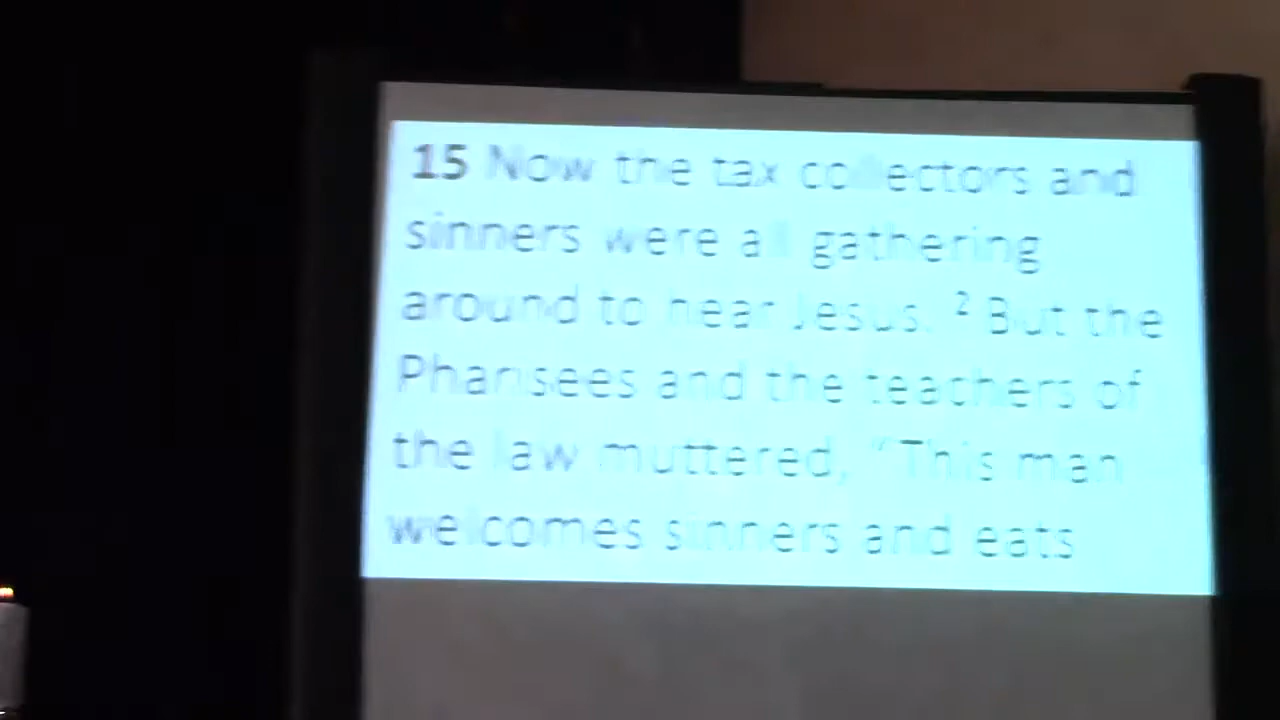 15 Now the tax collectors and
sinners were all gathering
around to hear Jesus. ² But the
Pharisees and the teachers of
the law muttered, “This man
welcomes sinners and eats